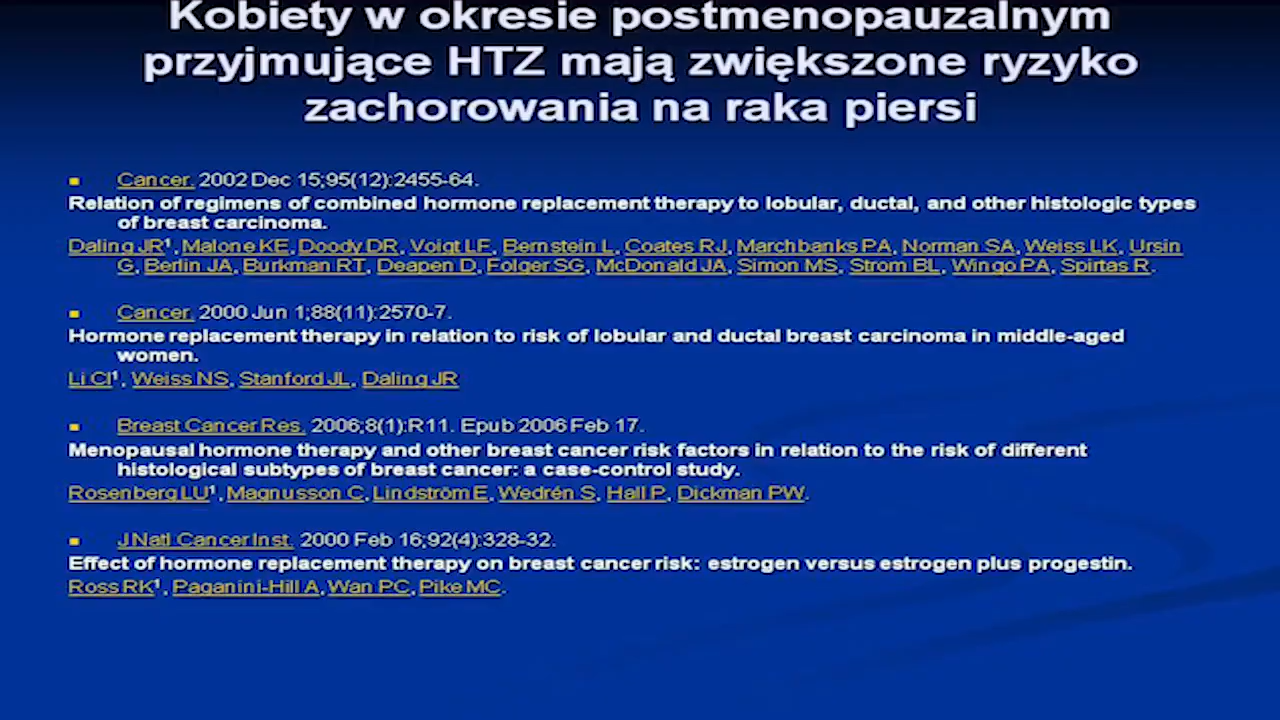 Kobiety w okresie postmenopauzalnym
przyjmujące HTZ mają zwiększone ryzyko
zachorowania na raka piersi
Cancer. 2002 Dec 15;95(12):2455-64.
Relation of regimens of combined hormone replacement therapy to lobular, ductal, and other histologic types
of breast carcinoma.
Daling JR¹, Malone KE, Doody DR, Voigt LF, Bernstein L, Coates RJ, Marchbanks PA, Norman SA, Weiss LK, Ursin
G, Berlin JA, Burkman RT, Deapen D, Folger SG, McDonald JA, Simon MS, Strom BL, Wingo PA, Spirtas R.
Cancer. 2000 Jun 1;88(11):2570-7.
Hormone replacement therapy in relation to risk of lobular and ductal breast carcinoma in middle-aged
women.
Li CI¹, Weiss NS, Stanford JL, Daling JR
Breast Cancer Res. 2006;8(1):R11. Epub 2006 Feb 17.
Menopausal hormone therapy and other breast cancer risk factors in relation to the risk of different
histological subtypes of breast cancer: a case-control study.
Rosenberg LU¹, Magnusson C, Lindström E, Wedrén S, Hall P, Dickman PW.
J Natl Cancer Inst. 2000 Feb 16;92(4):328-32.
Effect of hormone replacement therapy on breast cancer risk: estrogen versus estrogen plus progestin.
Ross RK¹, Paganini-Hill A, Wan PC, Pike MC.